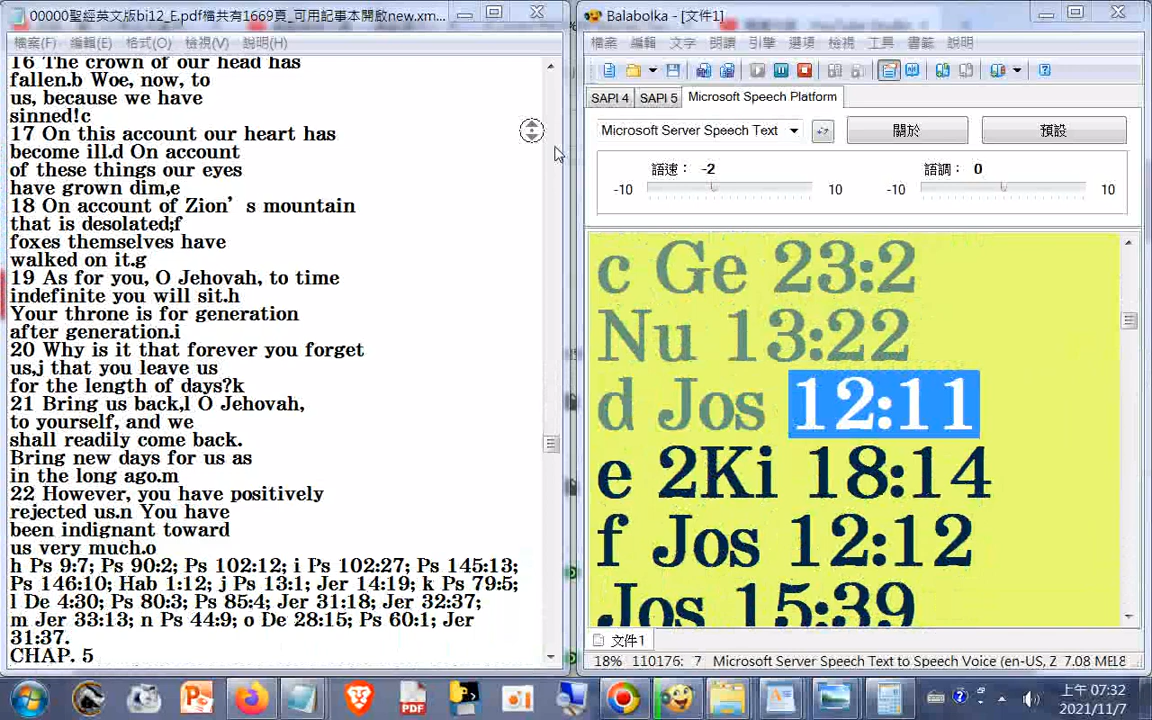 00000聖經英文版bi12_E.pdf檔共有1669頁_可用記事本開啟new.xm...
檔案(F) 編輯(E) 格式(O) 檢視(V) 說明(H)
16 The crown of our head has
fallen.b Woe, now, to
us, because we have
sinned!c
17 On this account our heart has
become ill.d On account
of these things our eyes
have grown dim,e
18 On account of Zion’s mountain
that is desolated;f
foxes themselves have
walked on it.g
19 As for you, O Jehovah, to time
indefinite you will sit.h
Your throne is for generation
after generation.i
20 Why is it that forever you forget
us,j that you leave us
for the length of days?k
21 Bring us back,l O Jehovah,
to yourself, and we
shall readily come back.
Bring new days for us as
in the long ago.m
22 However, you have positively
rejected us.n You have
been indignant toward
us very much.o
h Ps 9:7; Ps 90:2; Ps 102:12; i Ps 102:27; Ps 145:13;
Ps 146:10; Hab 1:12; j Ps 13:1; Jer 14:19; k Ps 79:5;
l De 4:30; Ps 80:3; Ps 85:4; Jer 31:18; Jer 32:37;
m Jer 33:13; n Ps 44:9; o De 28:15; Ps 60:1; Jer
31:37.
CHAP. 5
Balabolka - [文件1]
檔案 編輯 文字 朗讀 引擎 選項 檢視 工具 書籤 說明
SAPI 4 SAPI 5 Microsoft Speech Platform
Microsoft Server Speech Text 關於 預設
語速: -2 語調: 0
-10 10 -10 10
c Ge 23:2
Nu 13:22
d Jos 12:11
e 2Ki 18:14
f Jos 12:12
Jos 15:39
文件1
18% 110176: 7 Microsoft Server Speech Text to Speech Voice (en-US, Z 7.08 MEL8
PDF
上午 07:32
2021/11/7